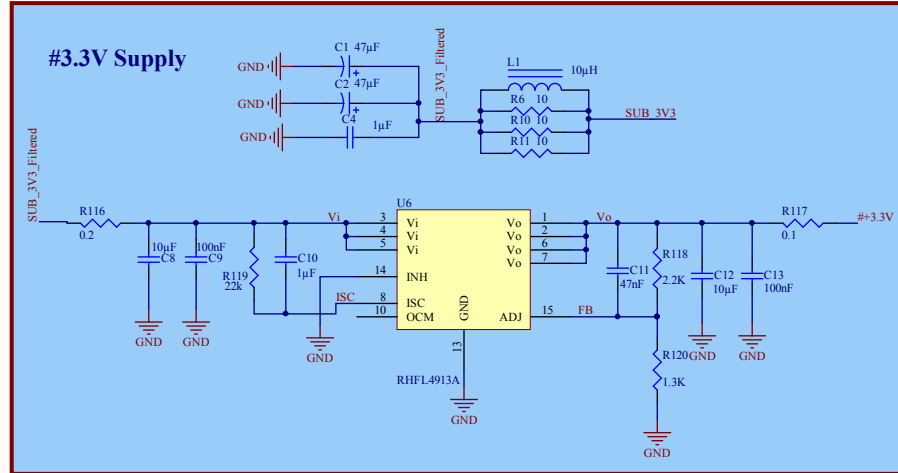 #3.3V Supply
C1 47µF
GND
C2 47µF
GND
C4
1µF
GND
SUB_3V3_Filtered
L1
10µH
R6 10
R10 10
R11 10
SUB_3V3
SUB_3V3_Filtered
R116
0.2
10µF
C8
GND
100nF
C9
GND
R119
22k
C10
1µF
Vi
ISC
GND
U6
3 Vi
4 Vi
5 Vi
14 INH
8 ISC
10 OCM
GND
13
Vo 1
Vo 2
Vo 6
Vo 7
ADJ 15
RHFL4913A
GND
Vo
FB
C11
47nF
R118
2.2K
R120
1.3K
GND
C12
10µF
GND
C13
100nF
GND
R117
0.1
#+3.3V